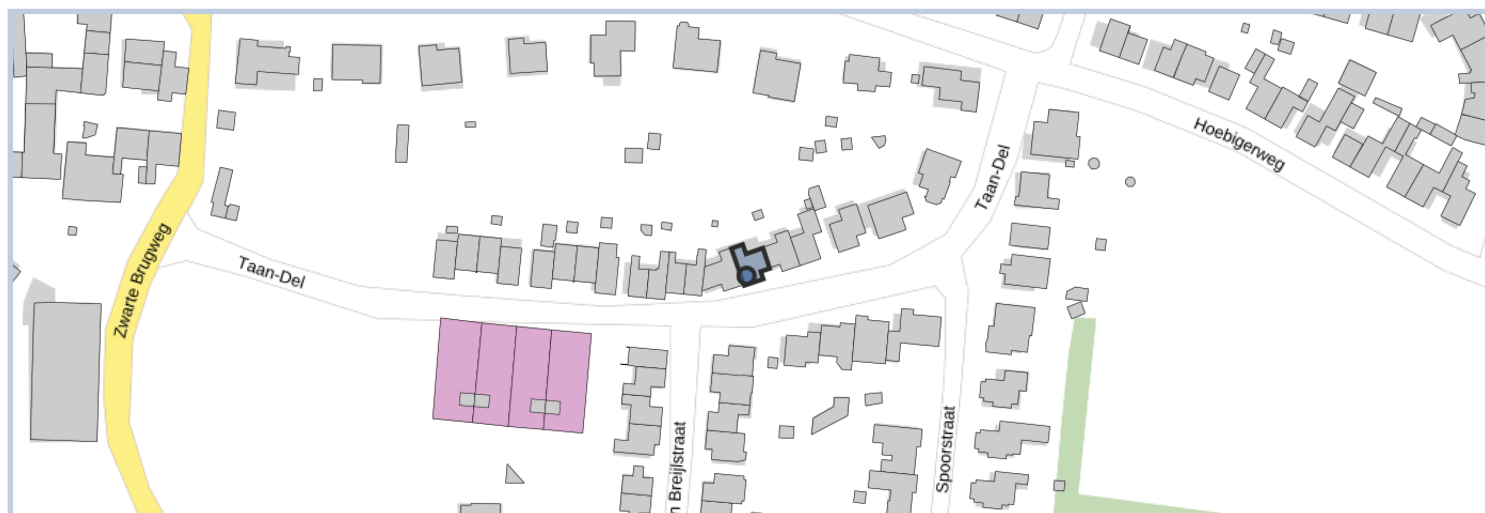 Hoebigerweg
Taan-Del
Zwarte Brugweg
Taan-Del
n Breijlstraat
Spoorstraat